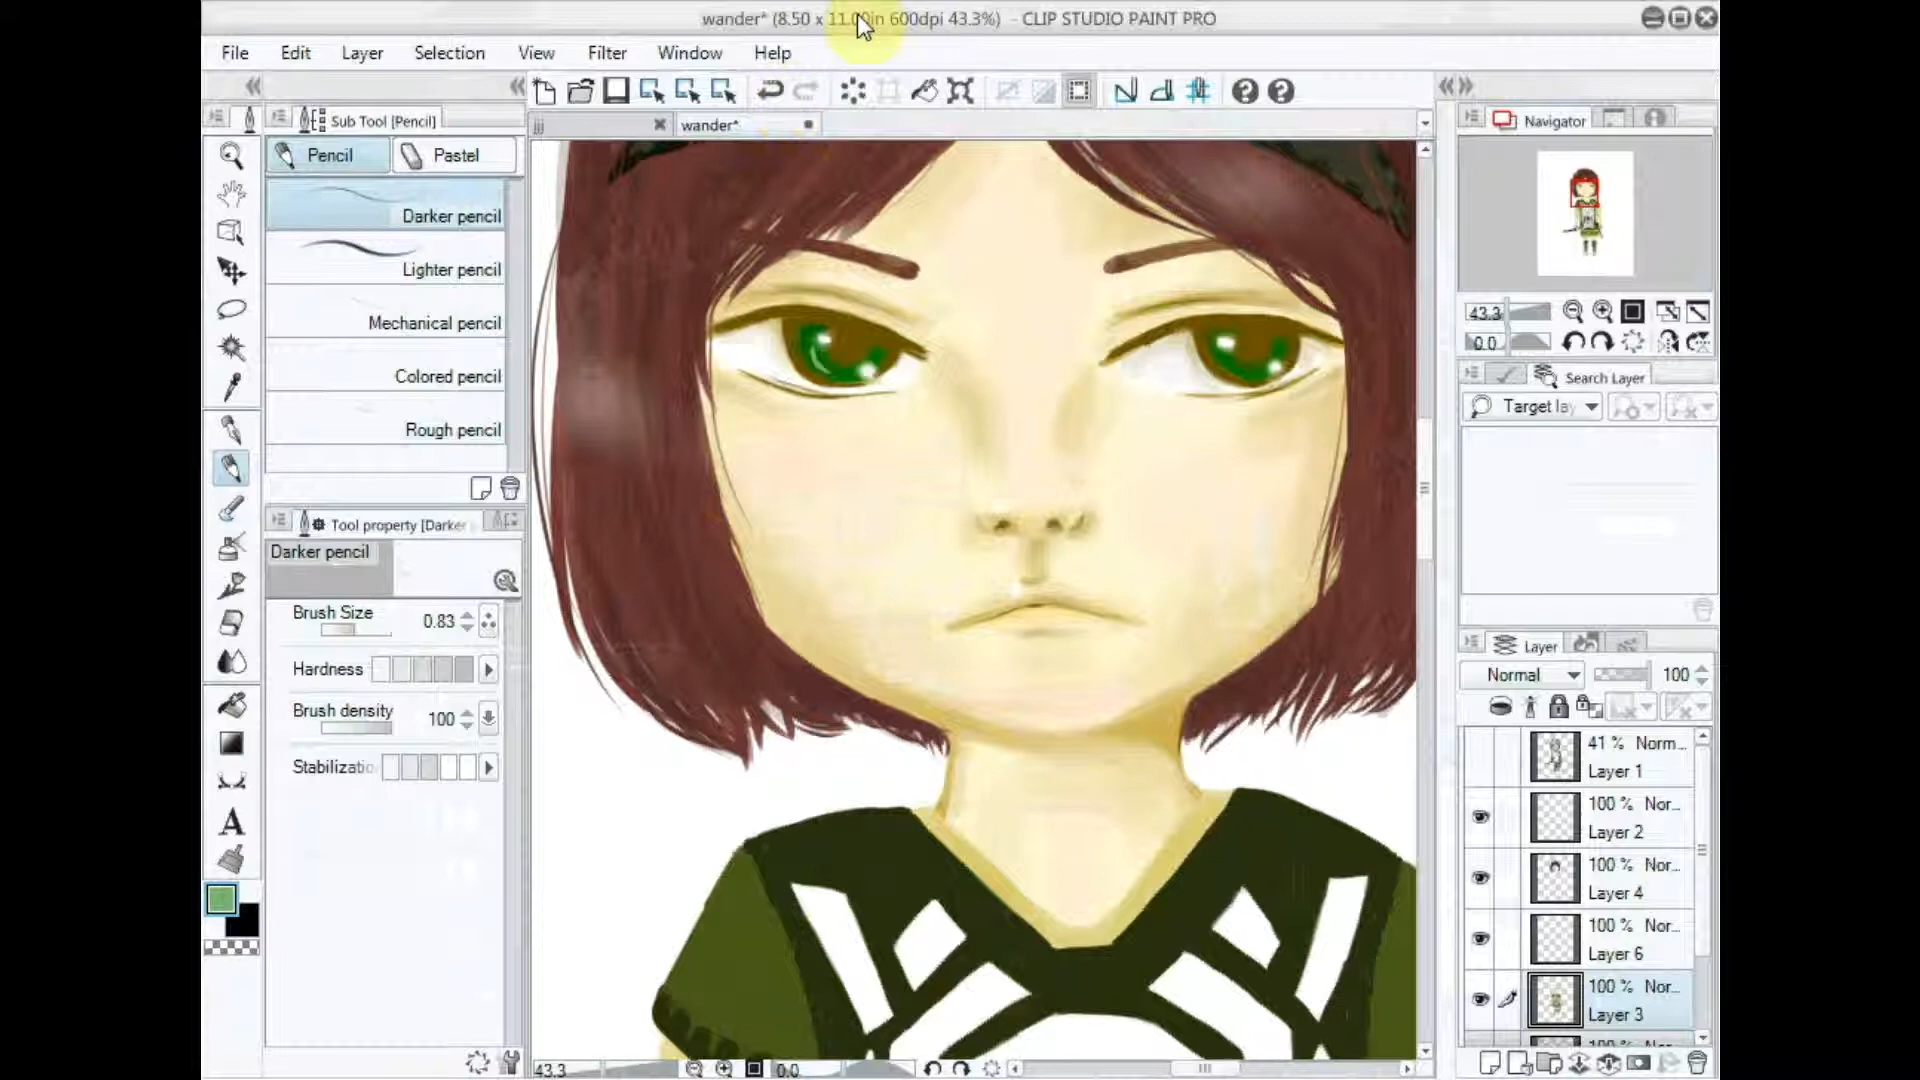 wander* (8.50 x 11.00in 600dpi 43.3%) - CLIP STUDIO PAINT PRO
File Edit Layer Selection View Filter Window Help
Sub Tool [Pencil]
Pencil Pastel
Darker pencil
Lighter pencil
Mechanical pencil
Colored pencil
Rough pencil
Tool property [Darker
Darker pencil
Brush Size 0.83
Hardness
Brush density 100
Stabilizatio
wander*
43.3 0.0
Navigator
43.3
0.0
Search Layer
Target lay
Layer
Normal 100
41 % Norm...
Layer 1
100 % Nor...
Layer 2
100 % Nor...
Layer 4
100 % Nor...
Layer 6
100 % Nor...
Layer 3
100 % Nor...